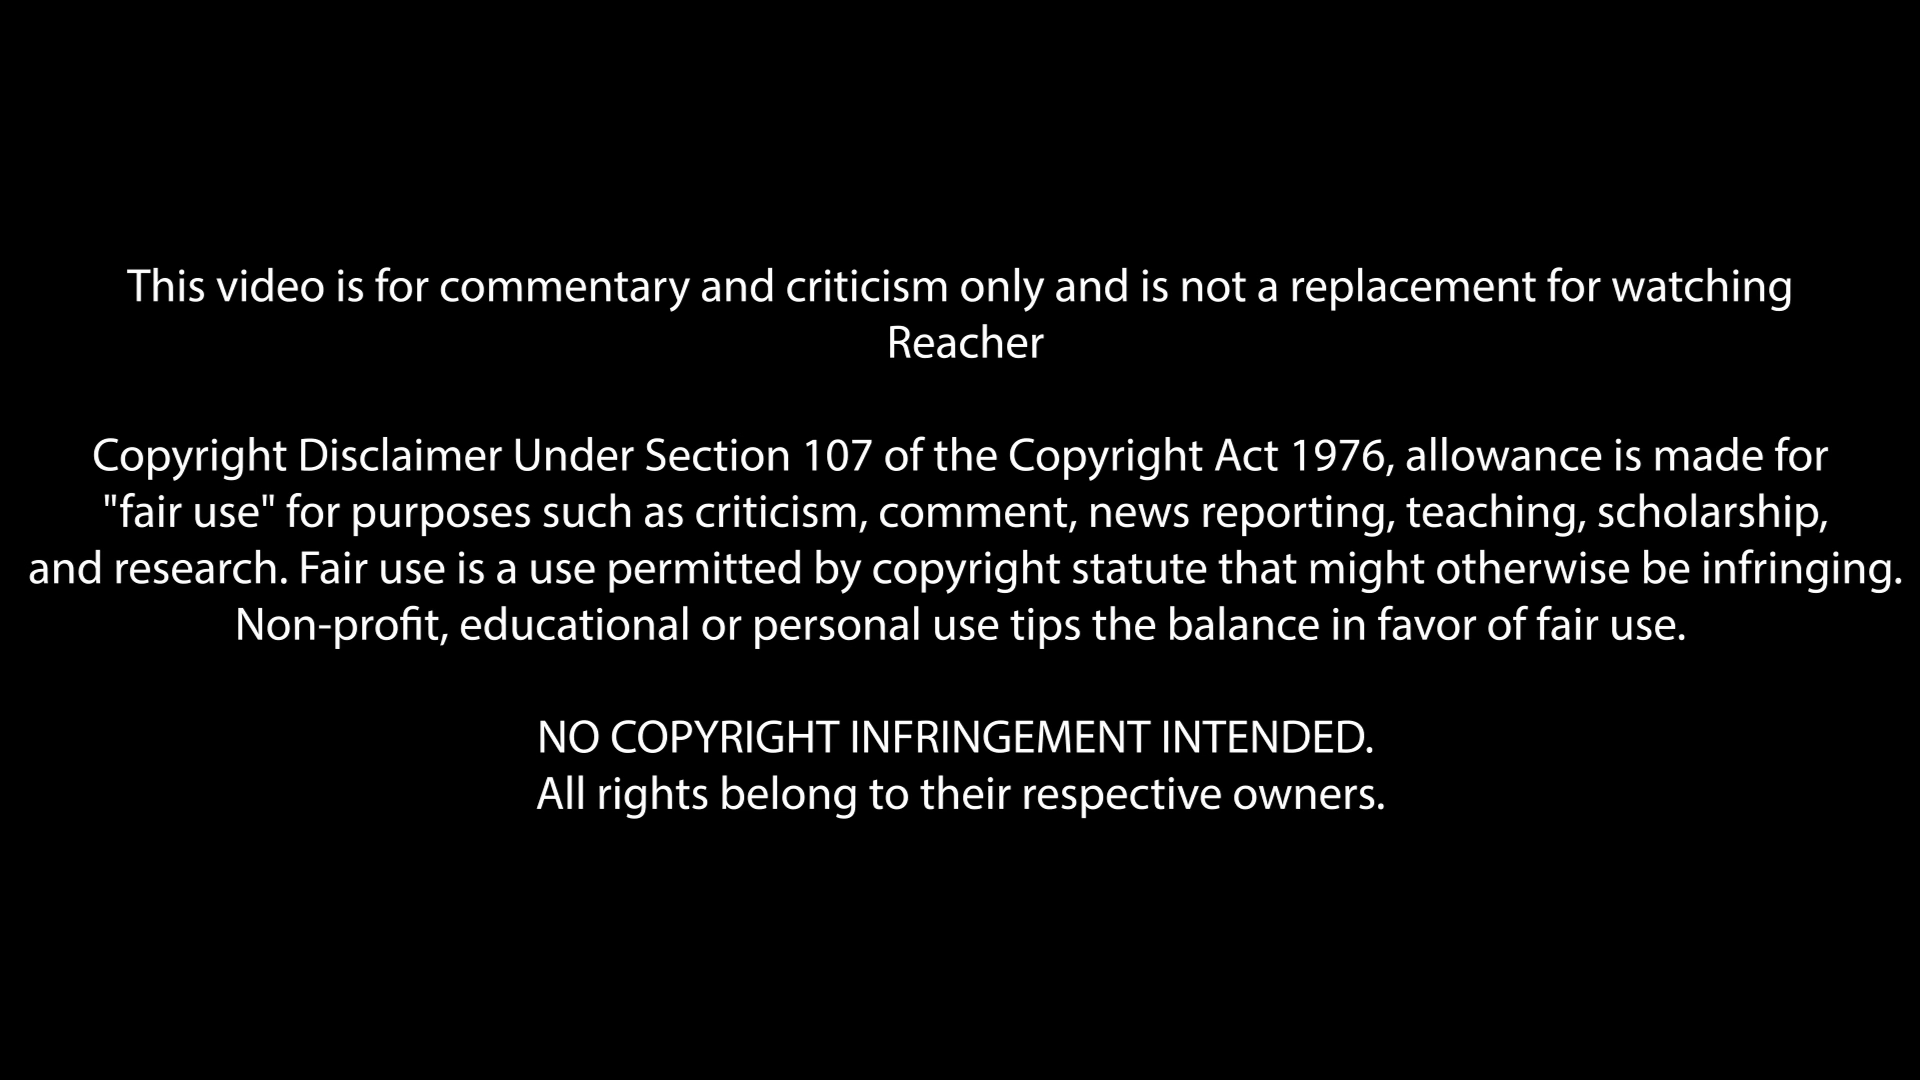 This video is for commentary and criticism only and is not a replacement for watching
Reacher
Copyright Disclaimer Under Section 107 of the Copyright Act 1976, allowance is made for
"fair use" for purposes such as criticism, comment, news reporting, teaching, scholarship,
and research. Fair use is a use permitted by copyright statute that might otherwise be infringing.
Non-profit, educational or personal use tips the balance in favor of fair use.
NO COPYRIGHT INFRINGEMENT INTENDED.
All rights belong to their respective owners.